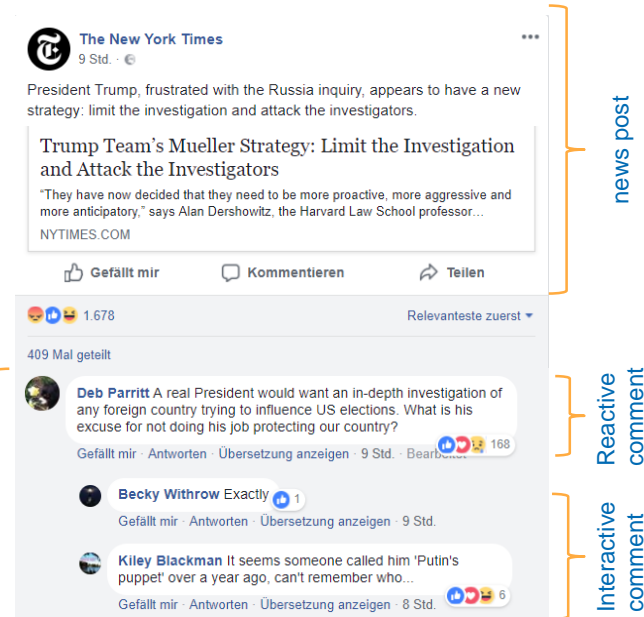 The New York Times
9 Std. ·
President Trump, frustrated with the Russia inquiry, appears to have a new
strategy: limit the investigation and attack the investigators.
Trump Team's Mueller Strategy: Limit the Investigation
and Attack the Investigators
"They have now decided that they need to be more proactive, more aggressive and
more anticipatory," says Alan Dershowitz, the Harvard Law School professor...
NYTIMES.COM
Gefällt mir Kommentieren Teilen
1.678 Relevanteste zuerst
409 Mal geteilt
Deb Parritt A real President would want an in-depth investigation of
any foreign country trying to influence US elections. What is his
excuse for not doing his job protecting our country?
168
Gefällt mir · Antworten · Übersetzung anzeigen · 9 Std. · Bearbeitet
Becky Withrow Exactly 1
Gefällt mir · Antworten · Übersetzung anzeigen · 9 Std.
Kiley Blackman It seems someone called him 'Putin's
puppet' over a year ago, can't remember who...
6
Gefällt mir · Antworten · Übersetzung anzeigen · 8 Std.
news post
Reactive
comment
Interactive
comment